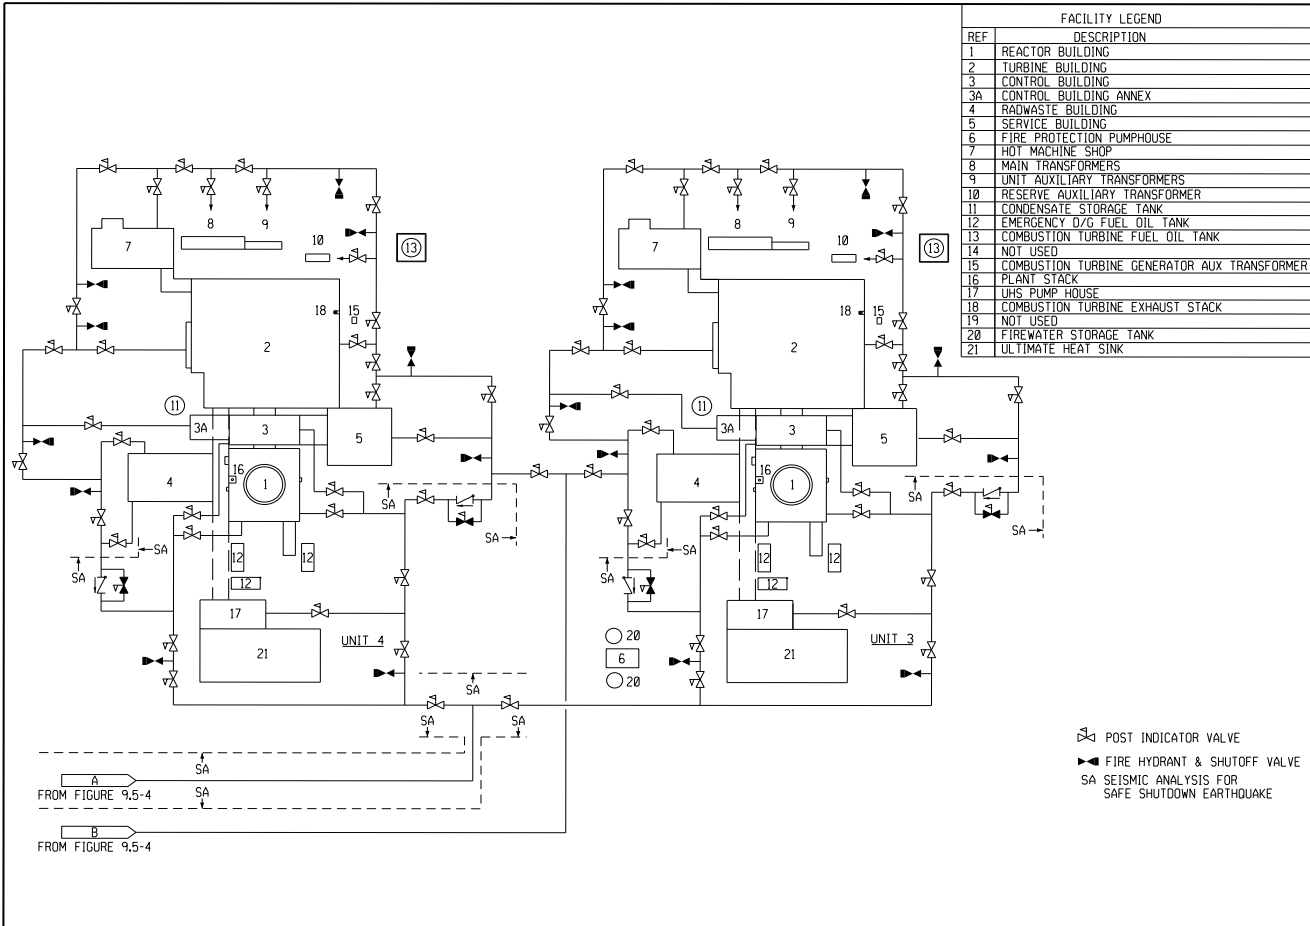 FACILITY LEGEND
REF DESCRIPTION
1 REACTOR BUILDING
2 TURBINE BUILDING
3 CONTROL BUILDING
3A CONTROL BUILDING ANNEX
4 RADWASTE BUILDING
5 SERVICE BUILDING
6 FIRE PROTECTION PUMPHOUSE
7 HOT MACHINE SHOP
8 MAIN TRANSFORMERS
9 UNIT AUXILIARY TRANSFORMERS
10 RESERVE AUXILIARY TRANSFORMER
11 CONDENSATE STORAGE TANK
12 EMERGENCY D/G FUEL OIL TANK
13 COMBUSTION TURBINE FUEL OIL TANK
14 NOT USED
15 COMBUSTION TURBINE GENERATOR AUX TRANSFORMER
16 PLANT STACK
17 UHS PUMP HOUSE
18 COMBUSTION TURBINE EXHAUST STACK
19 NOT USED
20 FIREWATER STORAGE TANK
21 ULTIMATE HEAT SINK
8 9
7 10 13
18 15
2
11
3A 3 5
16
4 1
SA
SA
SA
SA SA
12 12
12
17
UNIT 4
21
8 9
7 10 13
18 15
2
11
3A 3 5
16
4 1
SA
SA
SA
SA
12 12
12
17
20
6
20
UNIT 3
21
SA
SA SA
SA
A
FROM FIGURE 9.5-4
SA
B
FROM FIGURE 9.5-4
POST INDICATOR VALVE
FIRE HYDRANT & SHUTOFF VALVE
SA SEISMIC ANALYSIS FOR
SAFE SHUTDOWN EARTHQUAKE